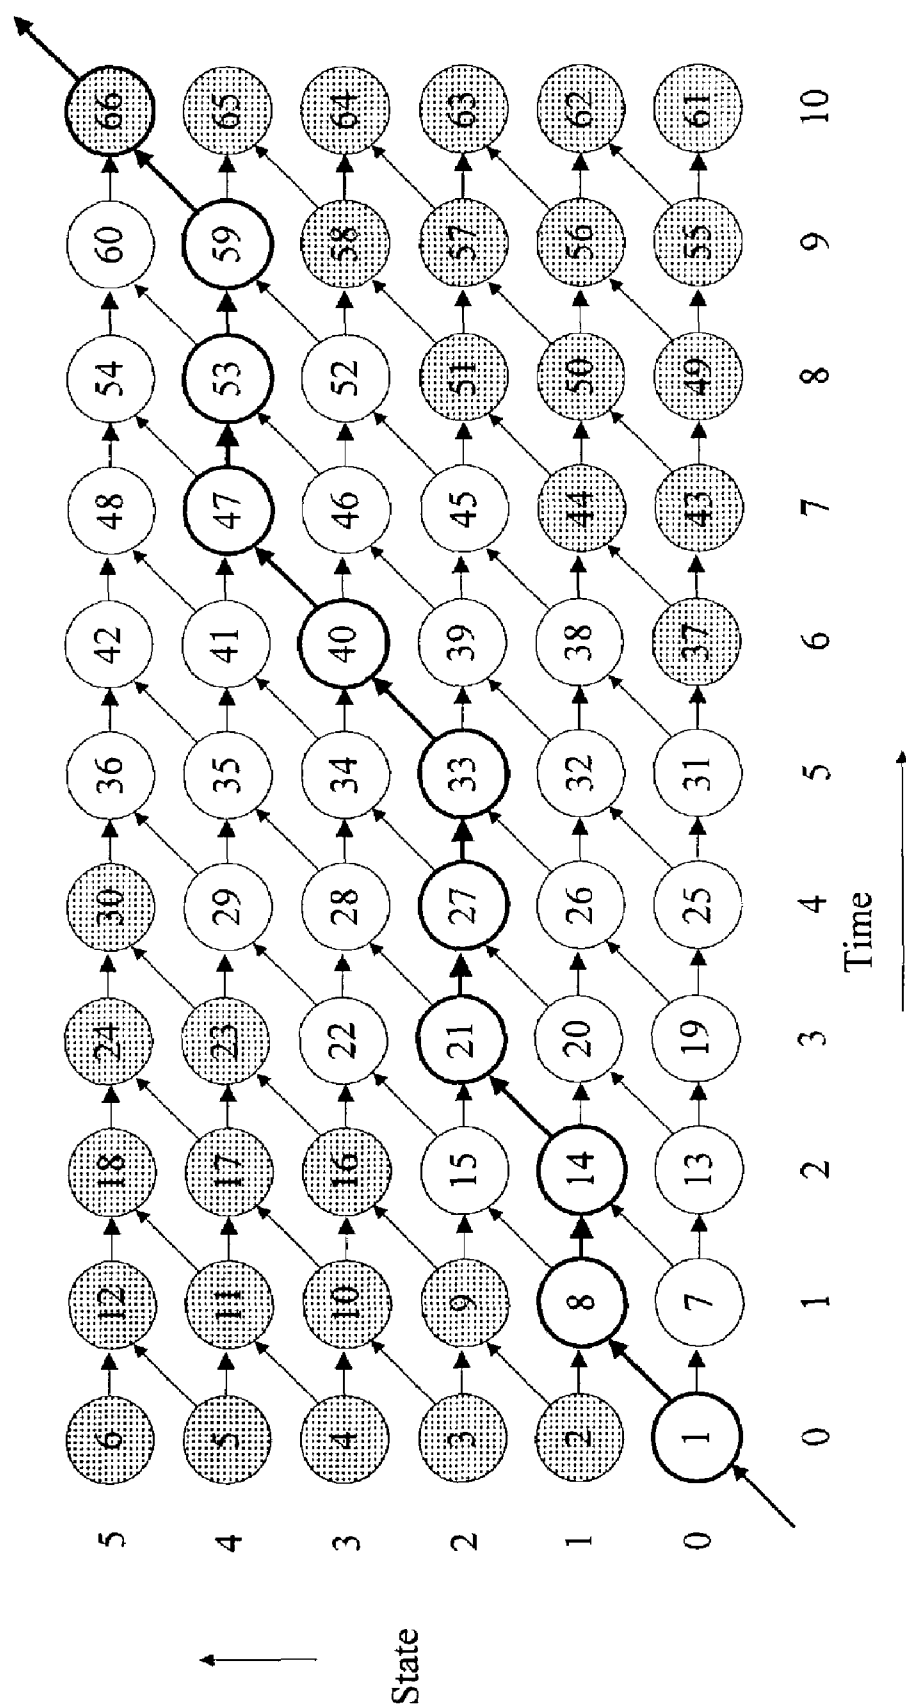 5 6 12 18 24 30 36 42 48 54 60 66
4 5 11 17 23 29 35 41 47 53 59 65
3 4 10 16 22 28 34 40 46 52 58 64
2 3 9 15 21 27 33 39 45 51 57 63
1 2 8 14 20 26 32 38 44 50 56 62
0 1 7 13 19 25 31 37 43 49 55 61
0 1 2 3 4 5 6 7 8 9 10
State
Time